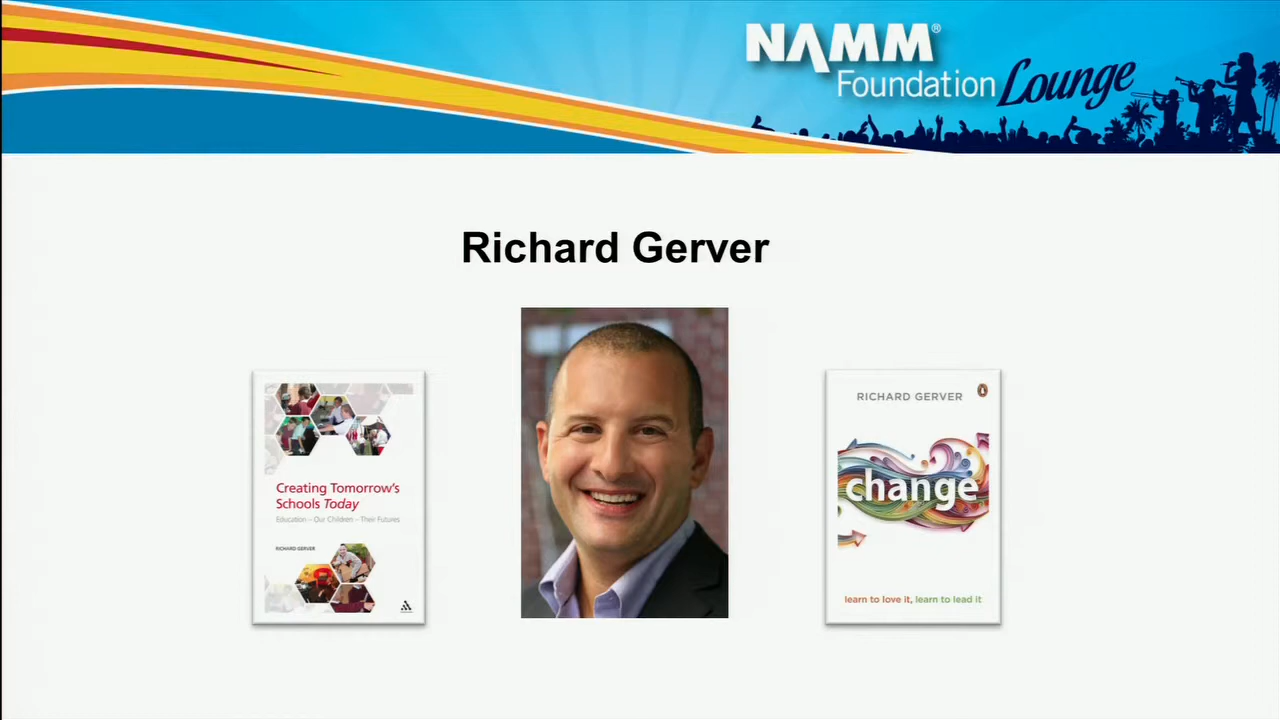 NAMM®
Foundation Lounge
Richard Gerver
Creating Tomorrow's
Schools Today
Education – Our Children – Their Futures
RICHARD GERVER
RICHARD GERVER
change
learn to love it, learn to lead it